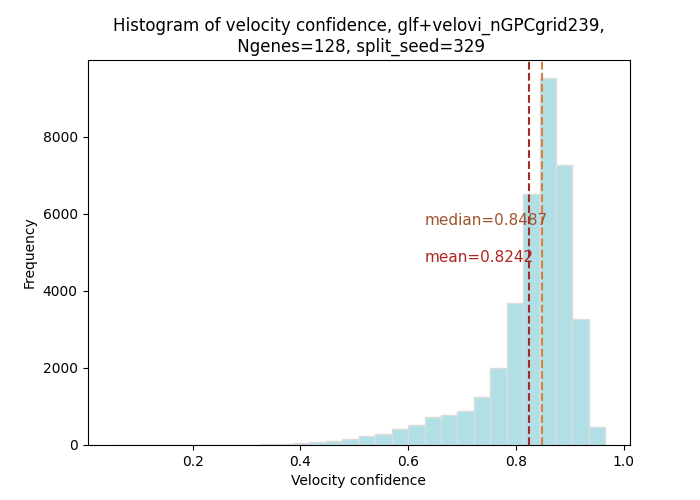 Histogram of velocity confidence, glf+velovi_nGPCgrid239,
Ngenes=128, split_seed=329
Frequency
8000
6000
4000
2000
0
median=0.8487
mean=0.8242
0.2 0.4 0.6 0.8 1.0
Velocity confidence